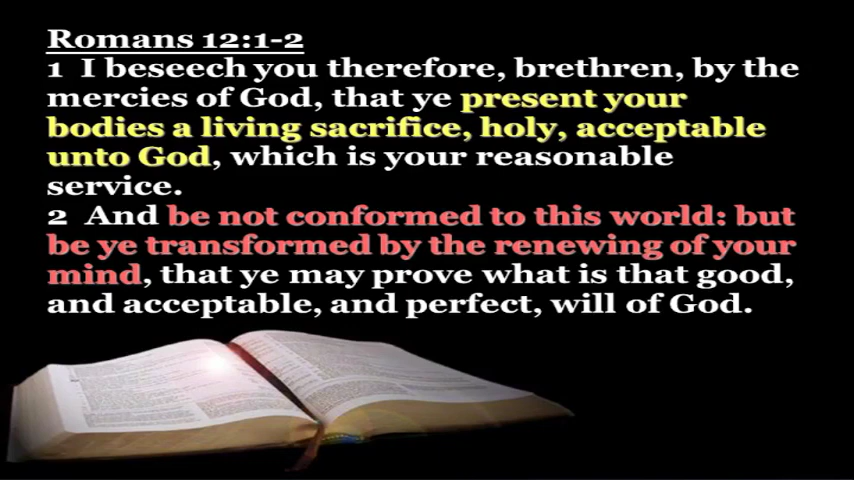 Romans 12:1-2
1 I beseech you therefore, brethren, by the
mercies of God, that ye present your
bodies a living sacrifice, holy, acceptable
unto God, which is your reasonable
service.
2 And be not conformed to this world: but
be ye transformed by the renewing of your
mind, that ye may prove what is that good,
and acceptable, and perfect, will of God.